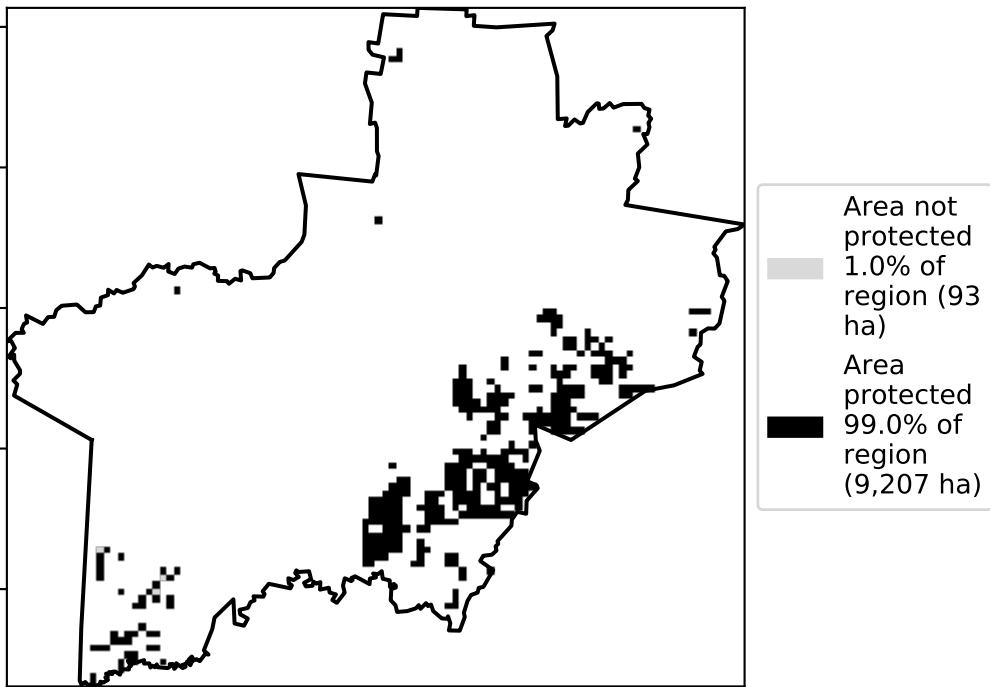 Area not
protected
1.0% of
region (93
ha)
Area
protected
99.0% of
region
(9,207 ha)